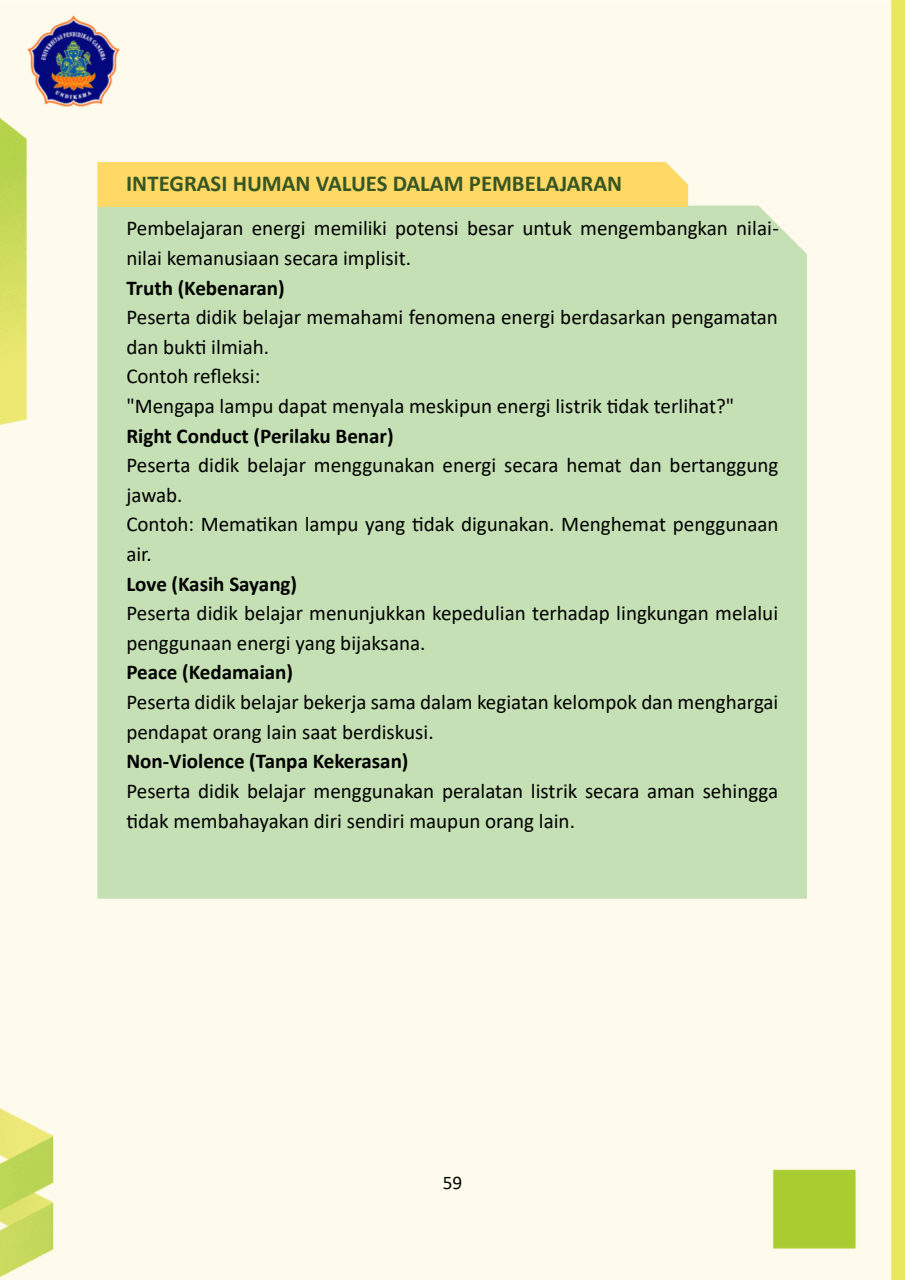 UNIVERSITAS PENDIDIKAN GANESHA
UNDIKSHA
INTEGRASI HUMAN VALUES DALAM PEMBELAJARAN
Pembelajaran energi memiliki potensi besar untuk mengembangkan nilai-
nilai kemanusiaan secara implisit.
Truth (Kebenaran)
Peserta didik belajar memahami fenomena energi berdasarkan pengamatan
dan bukti ilmiah.
Contoh refleksi:
"Mengapa lampu dapat menyala meskipun energi listrik tidak terlihat?"
Right Conduct (Perilaku Benar)
Peserta didik belajar menggunakan energi secara hemat dan bertanggung
jawab.
Contoh: Mematikan lampu yang tidak digunakan. Menghemat penggunaan
air.
Love (Kasih Sayang)
Peserta didik belajar menunjukkan kepedulian terhadap lingkungan melalui
penggunaan energi yang bijaksana.
Peace (Kedamaian)
Peserta didik belajar bekerja sama dalam kegiatan kelompok dan menghargai
pendapat orang lain saat berdiskusi.
Non-Violence (Tanpa Kekerasan)
Peserta didik belajar menggunakan peralatan listrik secara aman sehingga
tidak membahayakan diri sendiri maupun orang lain.
59